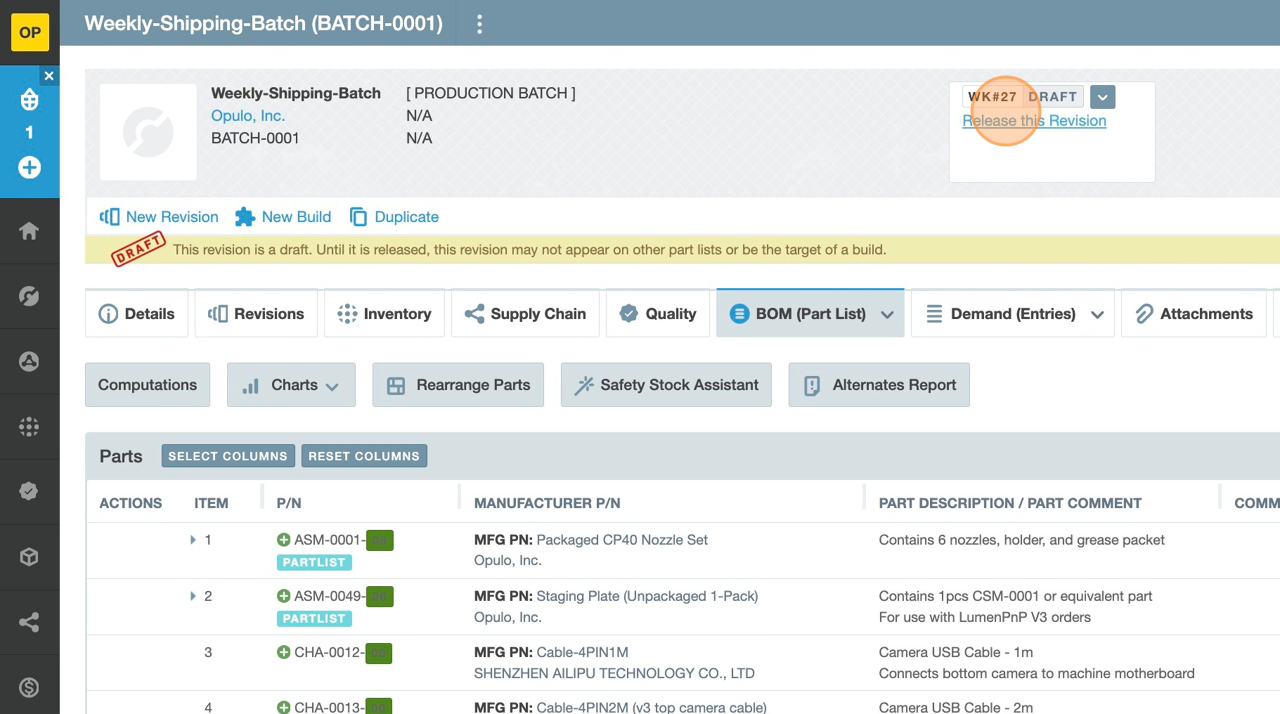 OP
Weekly-Shipping-Batch (BATCH-0001)
1
Weekly-Shipping-Batch [ PRODUCTION BATCH ]
Opulo, Inc. N/A
BATCH-0001 N/A
WK#27 DRAFT
Release this Revision
New Revision New Build Duplicate
DRAFT This revision is a draft. Until it is released, this revision may not appear on other part lists or be the target of a build.
Details Revisions Inventory Supply Chain Quality BOM (Part List) Demand (Entries) Attachments
Computations Charts Rearrange Parts Safety Stock Assistant Alternates Report
Parts SELECT COLUMNS RESET COLUMNS
ACTIONS ITEM P/N MANUFACTURER P/N PART DESCRIPTION / PART COMMENT COMM
1 ASM-0001- MFG PN: Packaged CP40 Nozzle Set Contains 6 nozzles, holder, and grease packet
PARTLIST Opulo, Inc.
2 ASM-0049- MFG PN: Staging Plate (Unpackaged 1-Pack) Contains 1pcs CSM-0001 or equivalent part
PARTLIST Opulo, Inc. For use with LumenPnP V3 orders
3 CHA-0012- MFG PN: Cable-4PIN1M Camera USB Cable - 1m
SHENZHEN AILIPU TECHNOLOGY CO., LTD Connects bottom camera to machine motherboard
4 CHA-0013- MFG PN: Cable-4PIN2M (v3 top camera cable) Camera USB Cable - 2m